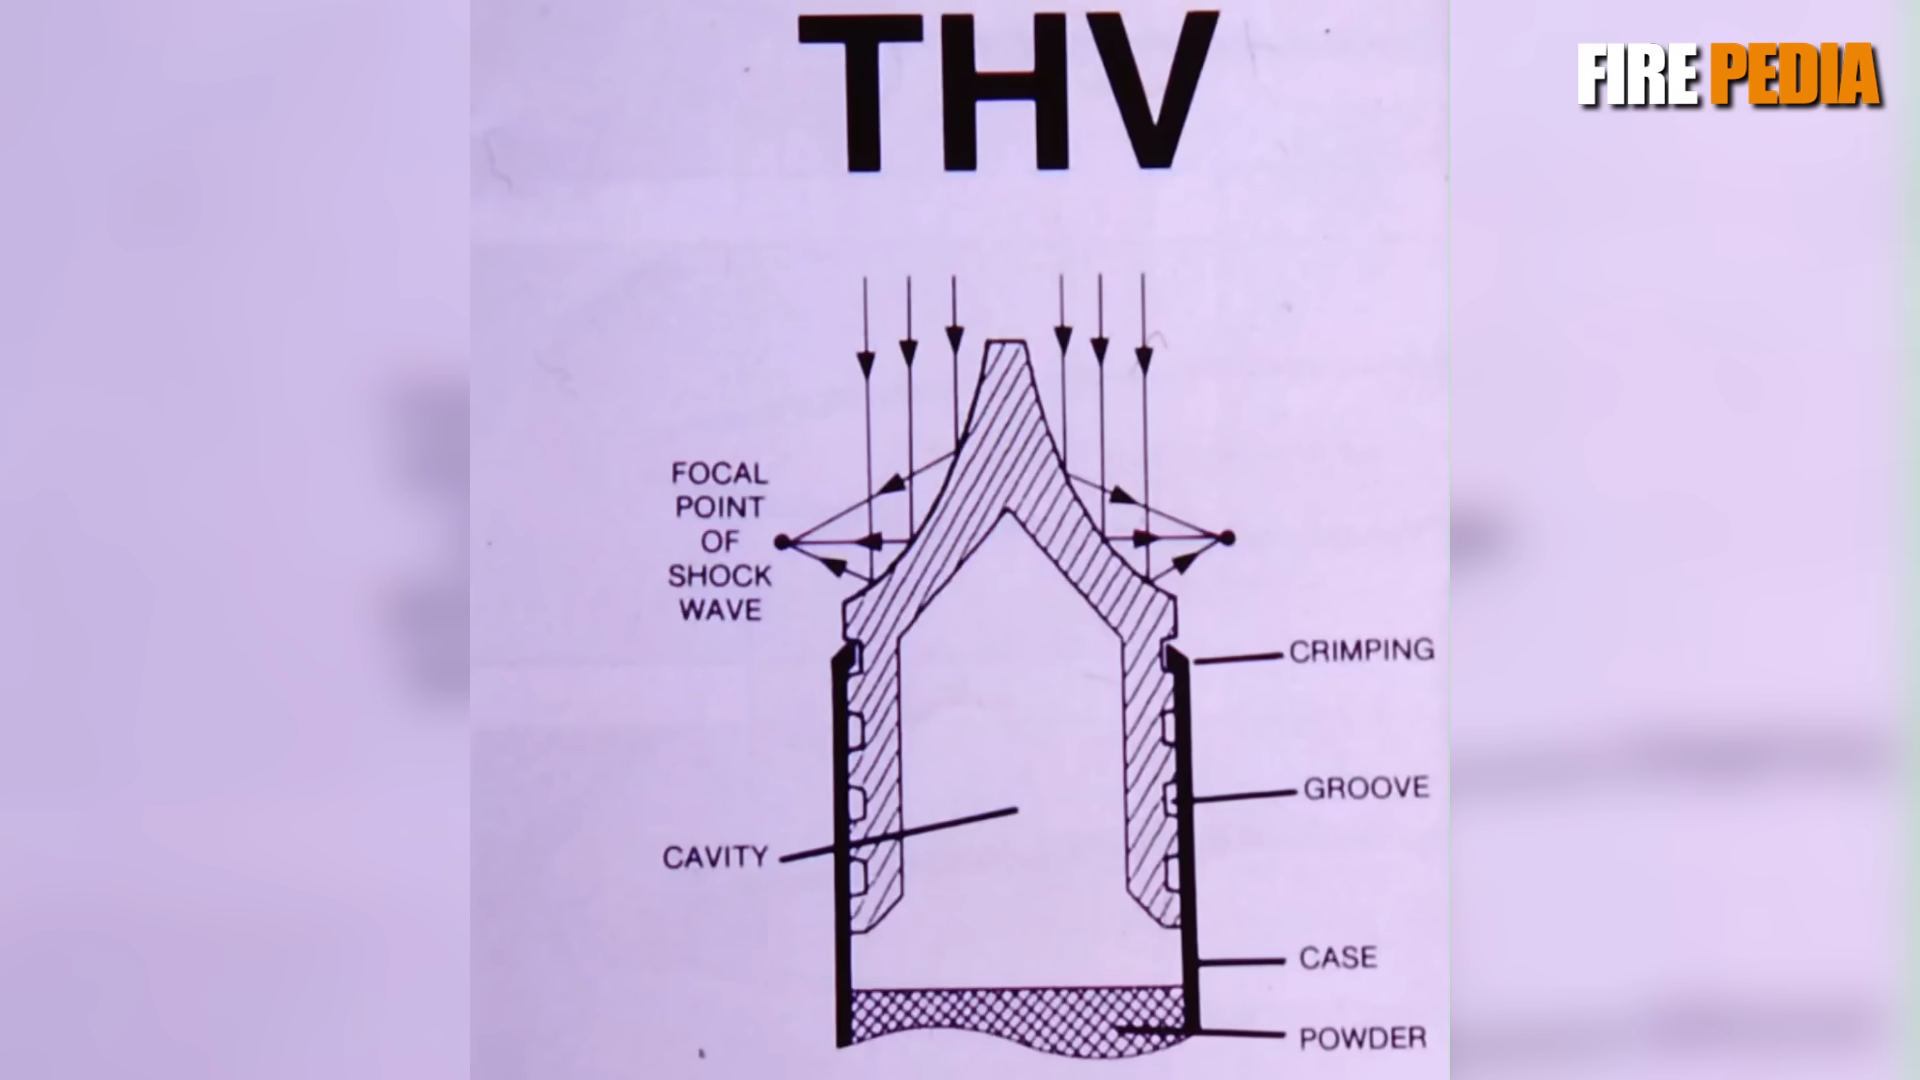 THV
FIRE PEDIA
FOCAL
POINT
OF
SHOCK
WAVE
CRIMPING
GROOVE
CAVITY
CASE
POWDER